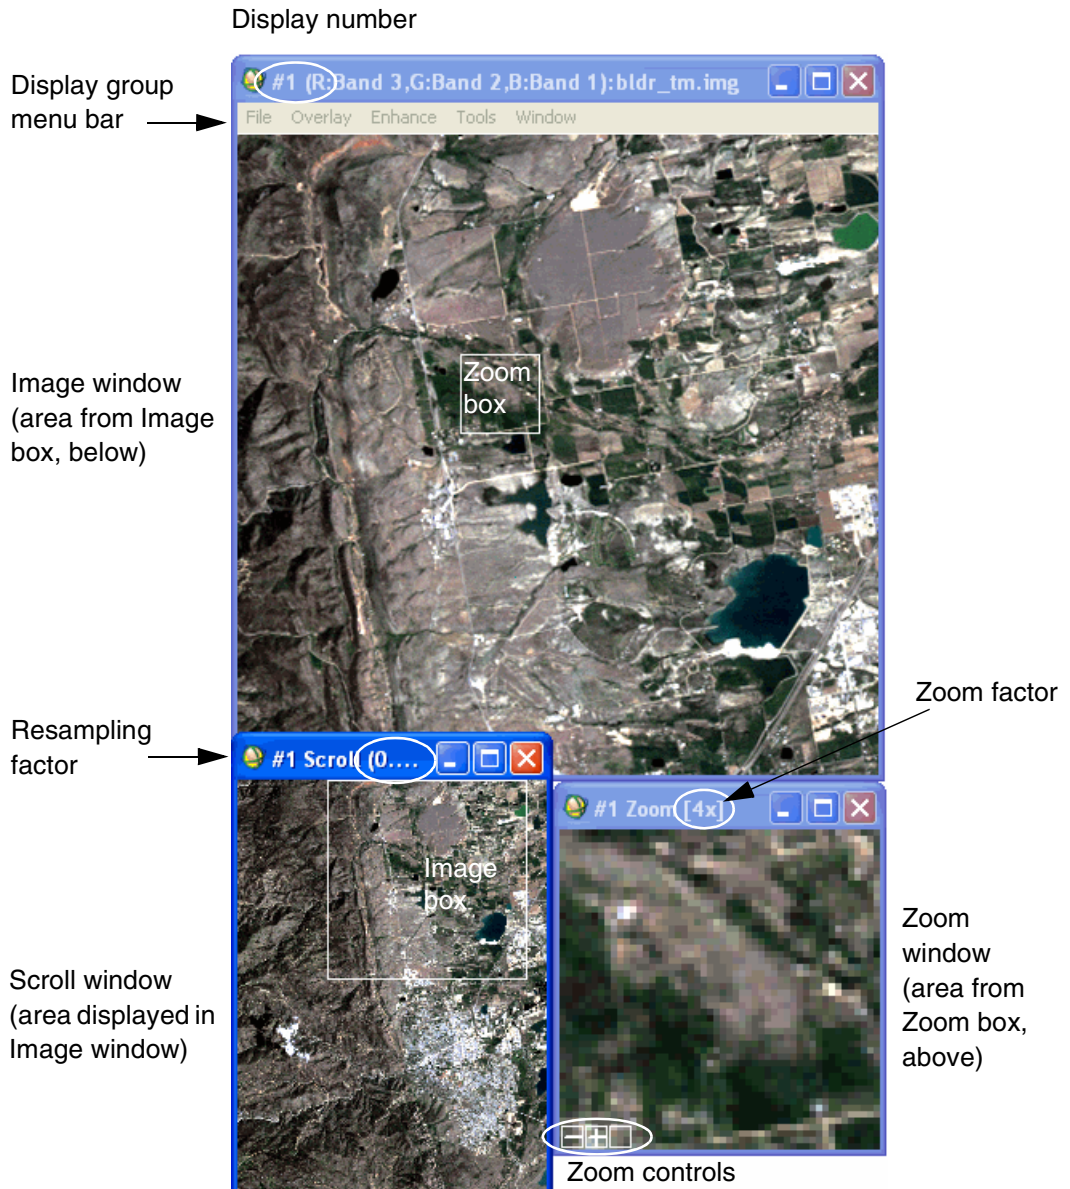 Display number
Display group
menu bar
#1 (R:Band 3,G:Band 2,B:Band 1):bldr_tm.img
File Overlay Enhance Tools Window
Image window
(area from Image
box, below)
Zoom
box
Zoom factor
Resampling
factor
#1 Scroll (0....
#1 Zoom [4x]
Image
box
Scroll window
(area displayed in
Image window)
Zoom
window
(area from
Zoom box,
above)
Zoom controls